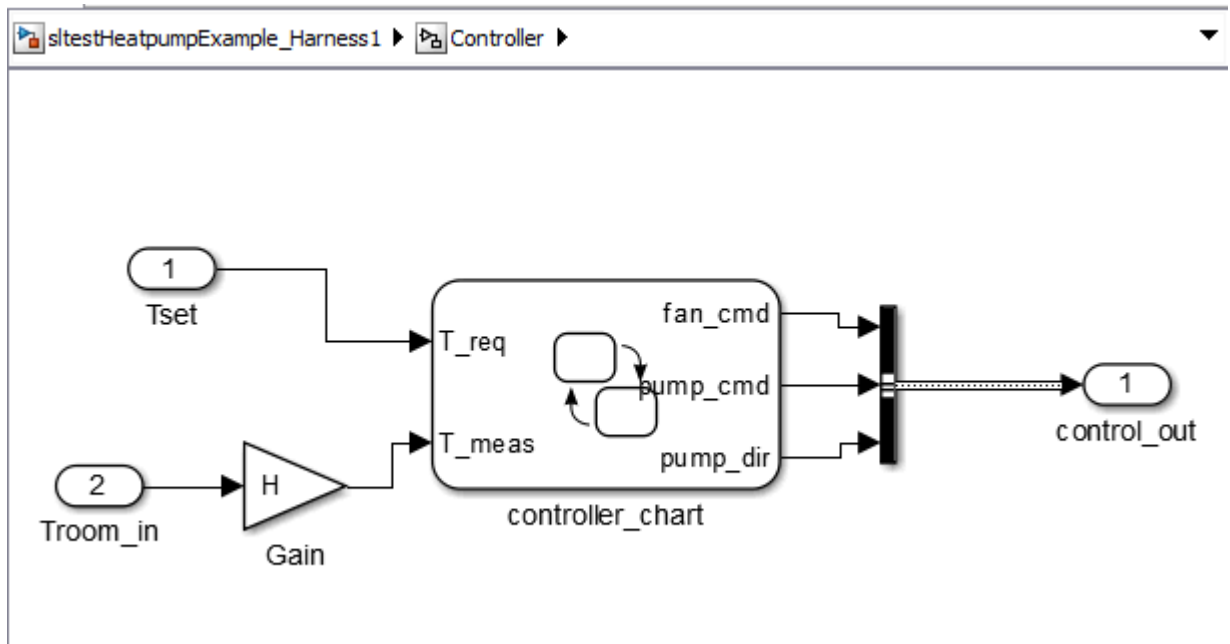 sltestHeatpumpExample_Harness1 Controller
1
Tset
T_req
fan_cmd
pump_cmd
1
control_out
T_meas
pump_dir
2
Troom_in
H
Gain
controller_chart